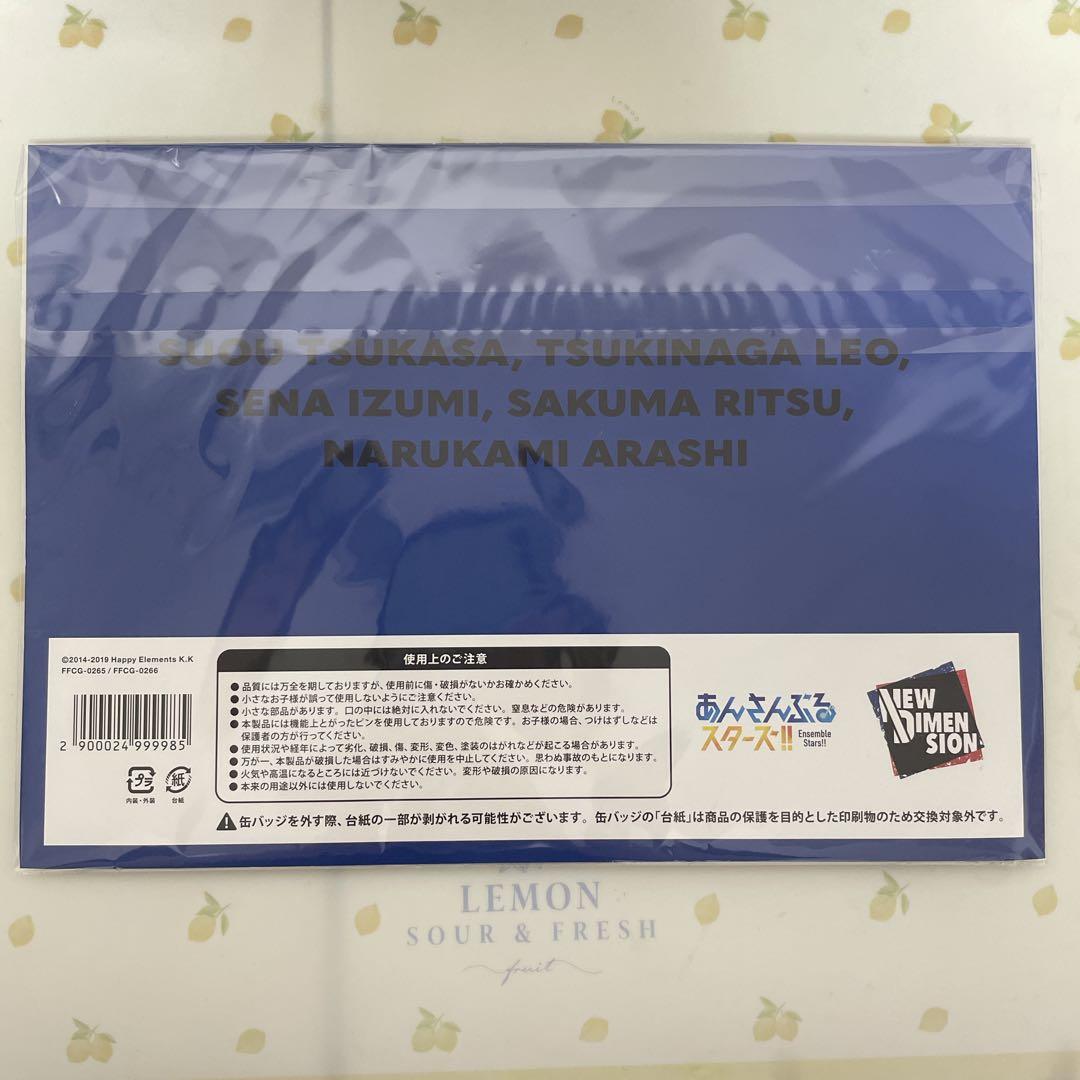 Lemon
SUOU TSUKASA, TSUKINAGA LEO,
SENA IZUMI, SAKUMA RITSU,
NARUKAMI ARASHI
©2014-2019 Happy Elements K.K
FFCG-0265 / FFCG-0266
2 900024 999985
プラ
内装・外装
紙
台紙
使用上のご注意
● 品質には万全を期しておりますが、使用前に傷・破損がないかお確かめください。
● 小さなお子様が誤って使用しないようにご注意ください。
● 小さな部品があります。口の中には絶対に入れないでください。窒息などの危険があります。
● 本製品には機能上とがったピンを使用しておりますので危険です。お子様の場合、つけはずしなどは
保護者の方が行ってください。
● 使用状況や経年によって劣化、破損、傷、変形、変色、塗装のはがれなどが起こる場合があります。
● 万が一、本製品が破損した場合はすみやかに使用を中止してください。思わぬ事故のもとになります。
● 火気や高温になるところには近づけないでください。変形や破損の原因になります。
● 本来の用途以外には使用しないでください。
缶バッジを外す際、台紙の一部が剥がれる可能性がございます。缶バッジの「台紙」は商品の保護を目的とした印刷物のため交換対象外です。
あんさんぶる
スターズ!!
Ensemble
Stars!!
NEW
DIMEN
SION
LEMON
SOUR & FRESH
fruit